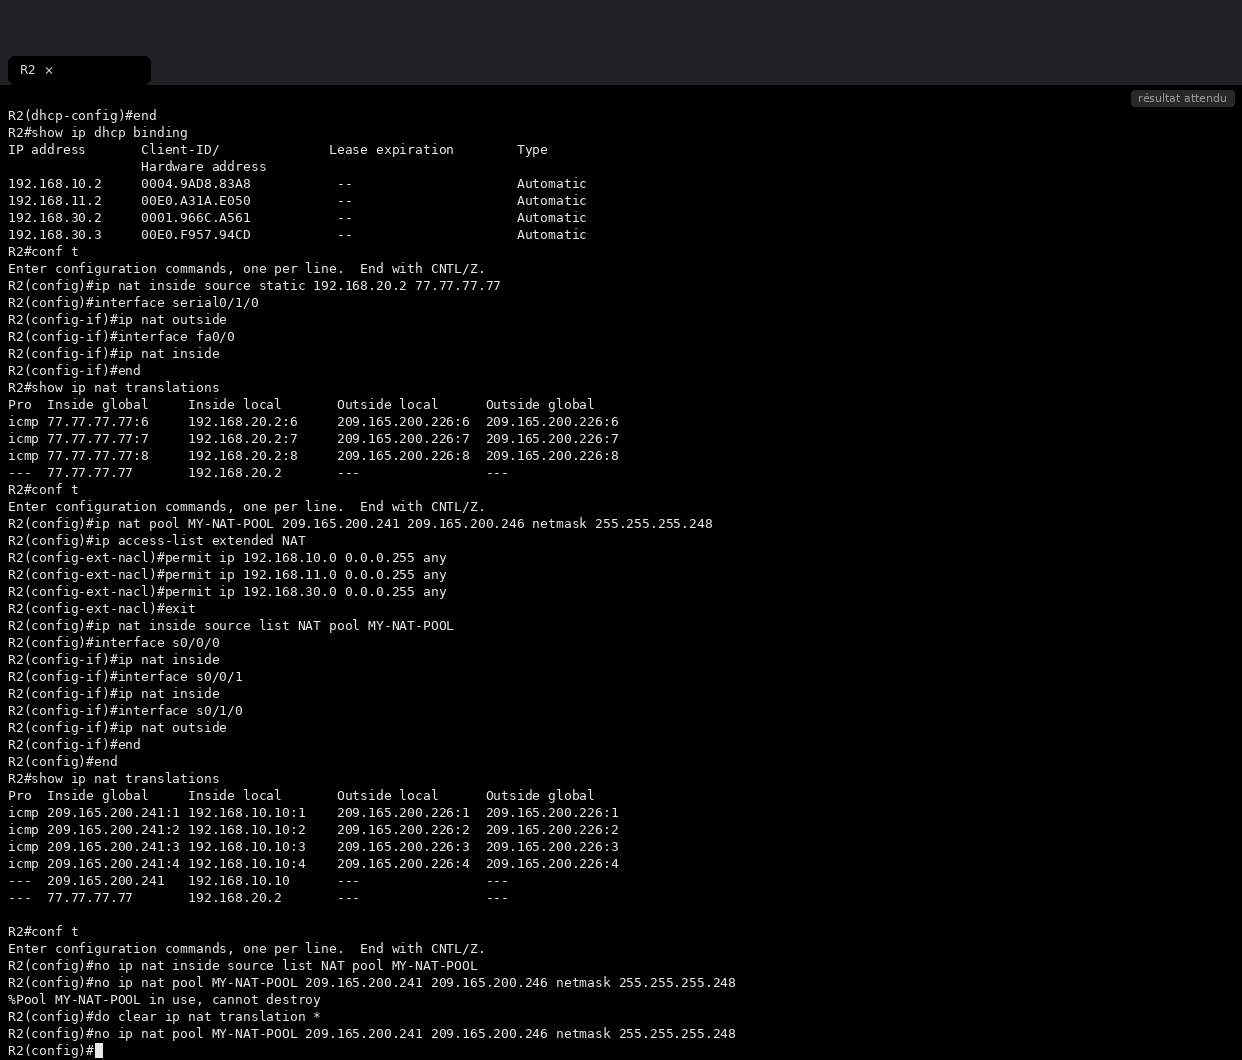 R2 ×
résultat attendu
R2(dhcp-config)#end
R2#show ip dhcp binding
IP address       Client-ID/              Lease expiration        Type
                 Hardware address
192.168.10.2     0004.9AD8.83A8           --                     Automatic
192.168.11.2     00E0.A31A.E050           --                     Automatic
192.168.30.2     0001.966C.A561           --                     Automatic
192.168.30.3     00E0.F957.94CD           --                     Automatic
R2#conf t
Enter configuration commands, one per line.  End with CNTL/Z.
R2(config)#ip nat inside source static 192.168.20.2 77.77.77.77
R2(config)#interface serial0/1/0
R2(config-if)#ip nat outside
R2(config-if)#interface fa0/0
R2(config-if)#ip nat inside
R2(config-if)#end
R2#show ip nat translations
Pro  Inside global     Inside local       Outside local      Outside global
icmp 77.77.77.77:6     192.168.20.2:6     209.165.200.226:6  209.165.200.226:6
icmp 77.77.77.77:7     192.168.20.2:7     209.165.200.226:7  209.165.200.226:7
icmp 77.77.77.77:8     192.168.20.2:8     209.165.200.226:8  209.165.200.226:8
---  77.77.77.77       192.168.20.2       ---                ---
R2#conf t
Enter configuration commands, one per line.  End with CNTL/Z.
R2(config)#ip nat pool MY-NAT-POOL 209.165.200.241 209.165.200.246 netmask 255.255.255.248
R2(config)#ip access-list extended NAT
R2(config-ext-nacl)#permit ip 192.168.10.0 0.0.0.255 any
R2(config-ext-nacl)#permit ip 192.168.11.0 0.0.0.255 any
R2(config-ext-nacl)#permit ip 192.168.30.0 0.0.0.255 any
R2(config-ext-nacl)#exit
R2(config)#ip nat inside source list NAT pool MY-NAT-POOL
R2(config)#interface s0/0/0
R2(config-if)#ip nat inside
R2(config-if)#interface s0/0/1
R2(config-if)#ip nat inside
R2(config-if)#interface s0/1/0
R2(config-if)#ip nat outside
R2(config-if)#end
R2(config)#end
R2#show ip nat translations
Pro  Inside global     Inside local       Outside local      Outside global
icmp 209.165.200.241:1 192.168.10.10:1    209.165.200.226:1  209.165.200.226:1
icmp 209.165.200.241:2 192.168.10.10:2    209.165.200.226:2  209.165.200.226:2
icmp 209.165.200.241:3 192.168.10.10:3    209.165.200.226:3  209.165.200.226:3
icmp 209.165.200.241:4 192.168.10.10:4    209.165.200.226:4  209.165.200.226:4
---  209.165.200.241   192.168.10.10      ---                ---
---  77.77.77.77       192.168.20.2       ---                ---
R2#conf t
Enter configuration commands, one per line.  End with CNTL/Z.
R2(config)#no ip nat inside source list NAT pool MY-NAT-POOL
R2(config)#no ip nat pool MY-NAT-POOL 209.165.200.241 209.165.200.246 netmask 255.255.255.248
%Pool MY-NAT-POOL in use, cannot destroy
R2(config)#do clear ip nat translation *
R2(config)#no ip nat pool MY-NAT-POOL 209.165.200.241 209.165.200.246 netmask 255.255.255.248
R2(config)#